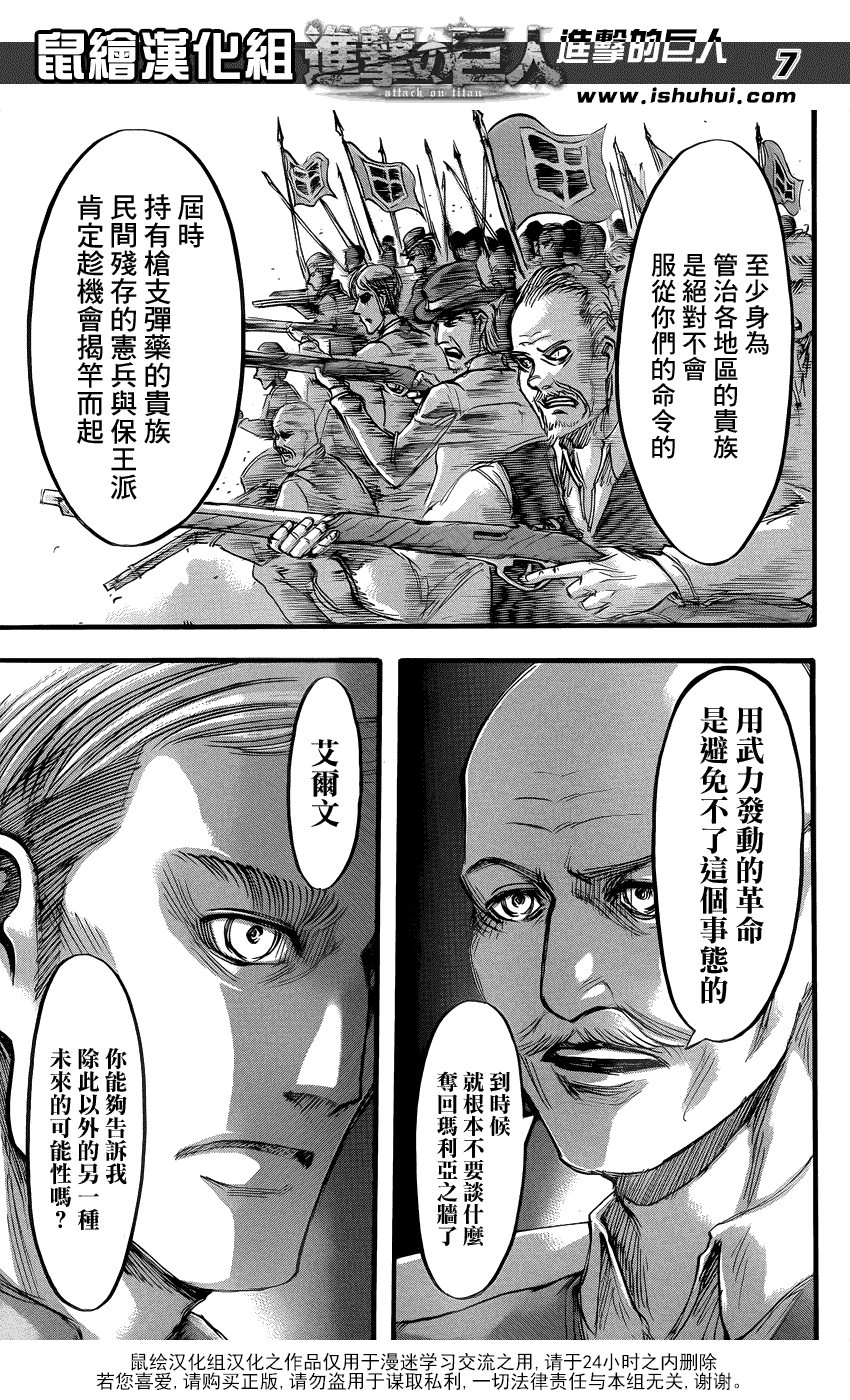 鼠繪漢化組
進撃の巨人
attack on titan
進擊的巨人
7
www.ishuhui.com
至少身為
管治各地區的貴族
是絕對不會
服從你們的命令的
屆時
持有槍支彈藥的貴族
民間殘存的憲兵與保王派
肯定趁機會揭竿而起
用武力發動的革命
是避免不了這個事態的
到時候
就根本不要談什麼
奪回瑪利亞之牆了
艾爾文
你能夠告訴我
除此以外的另一種
未來的可能性嗎？
鼠绘汉化组汉化之作品仅用于漫迷学习交流之用，请于24小时之内删除
若您喜爱，请购买正版，请勿用于谋取私利，一切法律责任与本组无关，谢谢。